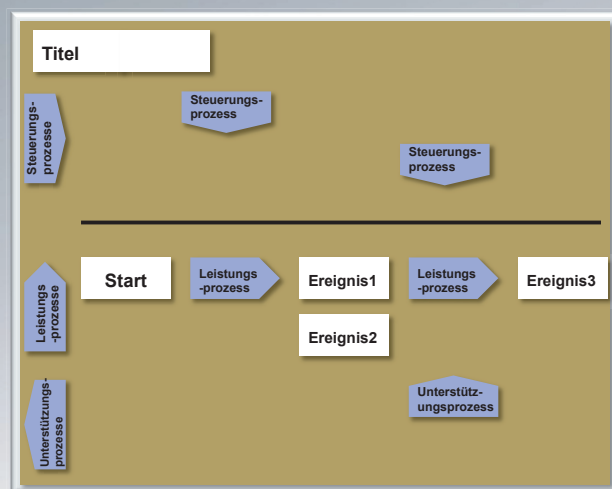 Titel
Steuerungs-
prozesse
Steuerungs-
prozess
Steuerungs-
prozess
Leistungs
-prozesse
Start
Leistungs
-prozess
Ereignis1
Leistungs
-prozess
Ereignis3
Ereignis2
Unterstützungs-
prozesse
Unterstütz-
ungsprozess